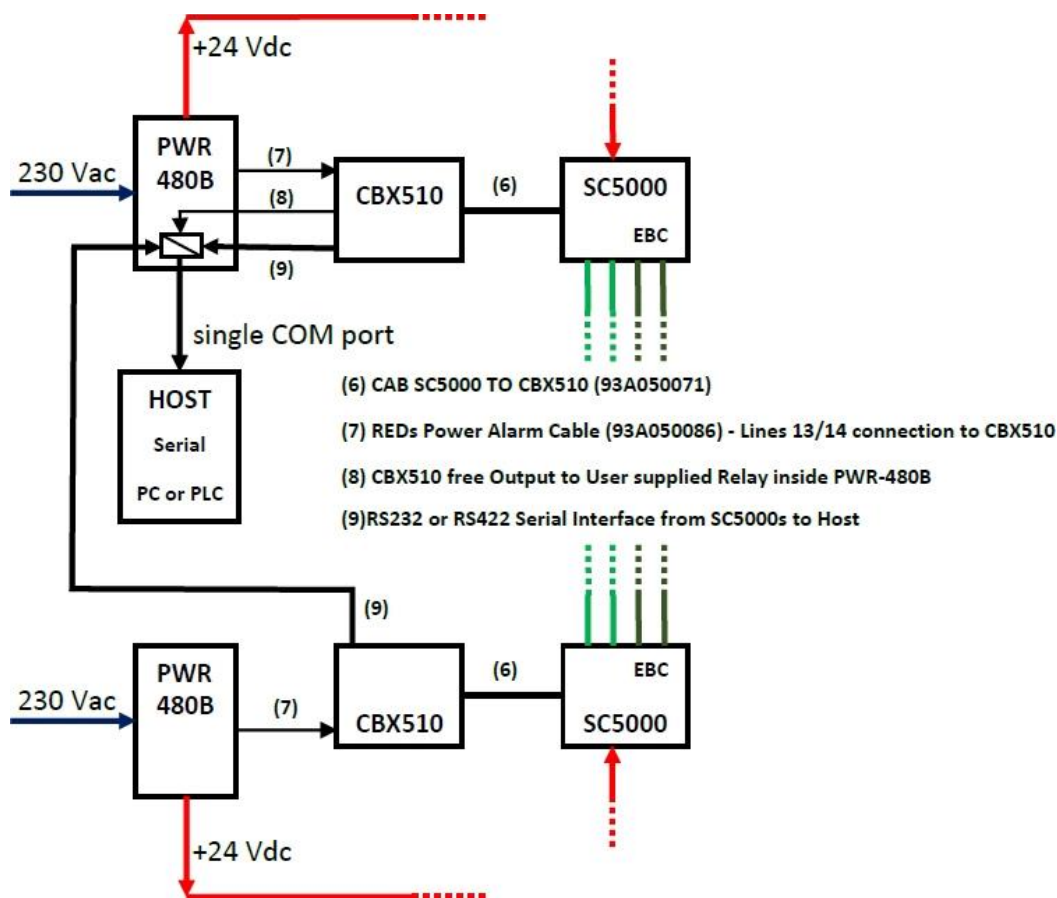 +24 Vdc
PWR
480B
230 Vac
(7)
(8)
(9)
CBX510
(6)
SC5000
EBC
single COM port
HOST
Serial
PC or PLC
(6) CAB SC5000 TO CBX510 (93A050071)
(7) REDs Power Alarm Cable (93A050086) - Lines 13/14 connection to CBX510
(8) CBX510 free Output to User supplied Relay inside PWR-480B
(9)RS232 or RS422 Serial Interface from SC5000s to Host
(9)
PWR
480B
230 Vac
(7)
CBX510
(6)
EBC
SC5000
+24 Vdc